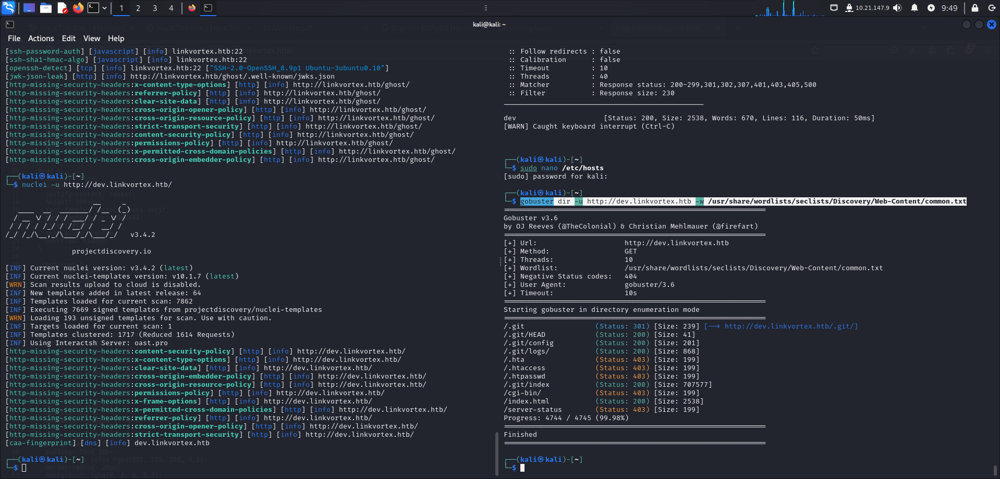 1 2 3 4
10.21.147.9
9:49
kali@kali: ~
File Actions Edit View Help
[ssh-password-auth] [javascript] [info] linkvortex.htb:22
[ssh-sha1-hmac-algo] [javascript] [info] linkvortex.htb:22
[openssh-detect] [tcp] [info] linkvortex.htb:22 ["SSH-2.0-OpenSSH_8.9p1 Ubuntu-3ubuntu0.10"]
[jwk-json-leak] [http] [info] http://linkvortex.htb/ghost/.well-known/jwks.json
[http-missing-security-headers:x-content-type-options] [http] [info] http://linkvortex.htb/ghost/
[http-missing-security-headers:referrer-policy] [http] [info] http://linkvortex.htb/ghost/
[http-missing-security-headers:clear-site-data] [http] [info] http://linkvortex.htb/ghost/
[http-missing-security-headers:cross-origin-opener-policy] [http] [info] http://linkvortex.htb/ghost/
[http-missing-security-headers:cross-origin-resource-policy] [http] [info] http://linkvortex.htb/ghost/
[http-missing-security-headers:strict-transport-security] [http] [info] http://linkvortex.htb/ghost/
[http-missing-security-headers:content-security-policy] [http] [info] http://linkvortex.htb/ghost/
[http-missing-security-headers:permissions-policy] [http] [info] http://linkvortex.htb/ghost/
[http-missing-security-headers:x-permitted-cross-domain-policies] [http] [info] http://linkvortex.htb/ghost/
[http-missing-security-headers:cross-origin-embedder-policy] [http] [info] http://linkvortex.htb/ghost/
┌──(kali㉿kali)-[~]
└─$ nuclei -u http://dev.linkvortex.htb/
nuclei v3.4.2
projectdiscovery.io
[INF] Current nuclei version: v3.4.2 (latest)
[INF] Current nuclei-templates version: v10.1.7 (latest)
[WRN] Scan results upload to cloud is disabled.
[INF] New templates added in latest release: 64
[INF] Templates loaded for current scan: 7862
[INF] Executing 7669 signed templates from projectdiscovery/nuclei-templates
[WRN] Loading 193 unsigned templates for scan. Use with caution.
[INF] Targets loaded for current scan: 1
[INF] Templates clustered: 1717 (Reduced 1614 Requests)
[INF] Using Interactsh Server: oast.pro
[http-missing-security-headers:content-security-policy] [http] [info] http://dev.linkvortex.htb/
[http-missing-security-headers:x-content-type-options] [http] [info] http://dev.linkvortex.htb/
[http-missing-security-headers:clear-site-data] [http] [info] http://dev.linkvortex.htb/
[http-missing-security-headers:cross-origin-embedder-policy] [http] [info] http://dev.linkvortex.htb/
[http-missing-security-headers:cross-origin-resource-policy] [http] [info] http://dev.linkvortex.htb/
[http-missing-security-headers:permissions-policy] [http] [info] http://dev.linkvortex.htb/
[http-missing-security-headers:x-frame-options] [http] [info] http://dev.linkvortex.htb/
[http-missing-security-headers:x-permitted-cross-domain-policies] [http] [info] http://dev.linkvortex.htb/
[http-missing-security-headers:referrer-policy] [http] [info] http://dev.linkvortex.htb/
[http-missing-security-headers:cross-origin-opener-policy] [http] [info] http://dev.linkvortex.htb/
[http-missing-security-headers:strict-transport-security] [http] [info] http://dev.linkvortex.htb/
[caa-fingerprint] [dns] [info] dev.linkvortex.htb
┌──(kali㉿kali)-[~]
└─$
:: Follow redirects : false
:: Calibration : false
:: Timeout : 10
:: Threads : 40
:: Matcher : Response status: 200-299,301,302,307,401,403,405,500
:: Filter : Response size: 230
________________________________________________
dev [Status: 200, Size: 2538, Words: 670, Lines: 116, Duration: 50ms]
[WARN] Caught keyboard interrupt (Ctrl-C)
┌──(kali㉿kali)-[~]
└─$ sudo nano /etc/hosts
[sudo] password for kali:
┌──(kali㉿kali)-[~]
└─$ gobuster dir -u http://dev.linkvortex.htb -w /usr/share/wordlists/seclists/Discovery/Web-Content/common.txt
===============================================================
Gobuster v3.6
by OJ Reeves (@TheColonial) & Christian Mehlmauer (@firefart)
===============================================================
[+] Url: http://dev.linkvortex.htb
[+] Method: GET
[+] Threads: 10
[+] Wordlist: /usr/share/wordlists/seclists/Discovery/Web-Content/common.txt
[+] Negative Status codes: 404
[+] User Agent: gobuster/3.6
[+] Timeout: 10s
===============================================================
Starting gobuster in directory enumeration mode
===============================================================
/.git (Status: 301) [Size: 239] [--> http://dev.linkvortex.htb/.git/]
/.git/HEAD (Status: 200) [Size: 41]
/.git/config (Status: 200) [Size: 201]
/.git/logs/ (Status: 200) [Size: 868]
/.hta (Status: 403) [Size: 199]
/.htaccess (Status: 403) [Size: 199]
/.htpasswd (Status: 403) [Size: 199]
/.git/index (Status: 200) [Size: 707577]
/cgi-bin/ (Status: 403) [Size: 199]
/index.html (Status: 200) [Size: 2538]
/server-status (Status: 403) [Size: 199]
Progress: 4744 / 4745 (99.98%)
===============================================================
Finished
===============================================================
┌──(kali㉿kali)-[~]
└─$